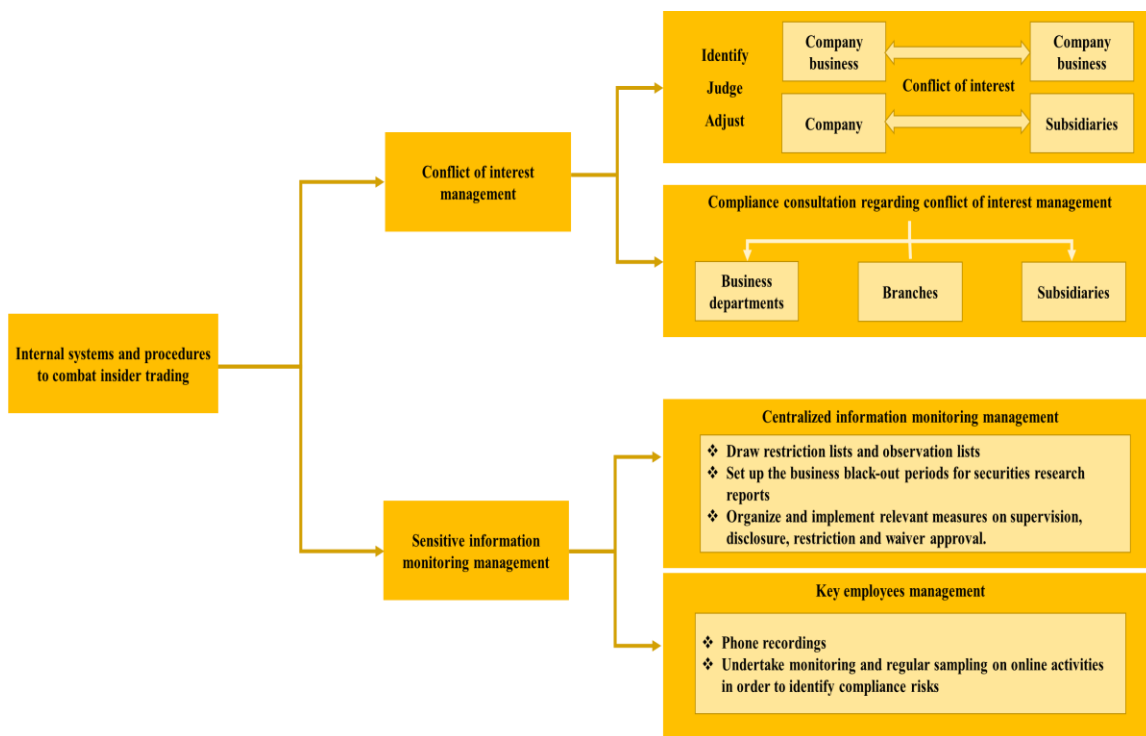 Internal systems and procedures
to combat insider trading
Conflict of interest
management
Identify
Judge
Adjust
Company
business
Company
business
Conflict of interest
Company
Subsidiaries
Compliance consultation regarding conflict of interest management
Business
departments
Branches
Subsidiaries
Sensitive information
monitoring management
Centralized information monitoring management
❖ Draw restriction lists and observation lists
❖ Set up the business black-out periods for securities research
reports
❖ Organize and implement relevant measures on supervision,
disclosure, restriction and waiver approval.
Key employees management
❖ Phone recordings
❖ Undertake monitoring and regular sampling on online activities
in order to identify compliance risks